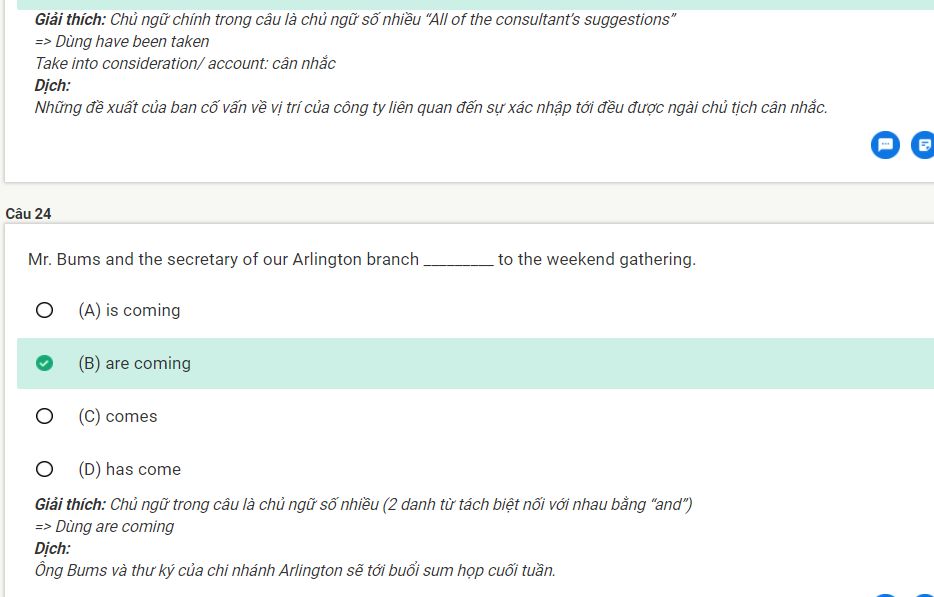 Giải thích: Chủ ngữ chính trong câu là chủ ngữ số nhiều “All of the consultant’s suggestions”
=> Dùng have been taken
Take into consideration/ account: cân nhắc
Dịch:
Những đề xuất của ban cố vấn về vị trí của công ty liên quan đến sự xác nhập tới đều được ngài chủ tịch cân nhắc.
Câu 24
Mr. Bums and the secretary of our Arlington branch _________ to the weekend gathering.
(A) is coming
(B) are coming
(C) comes
(D) has come
Giải thích: Chủ ngữ trong câu là chủ ngữ số nhiều (2 danh từ tách biệt nối với nhau bằng “and”)
=> Dùng are coming
Dịch:
Ông Bums và thư ký của chi nhánh Arlington sẽ tới buổi sum họp cuối tuần.